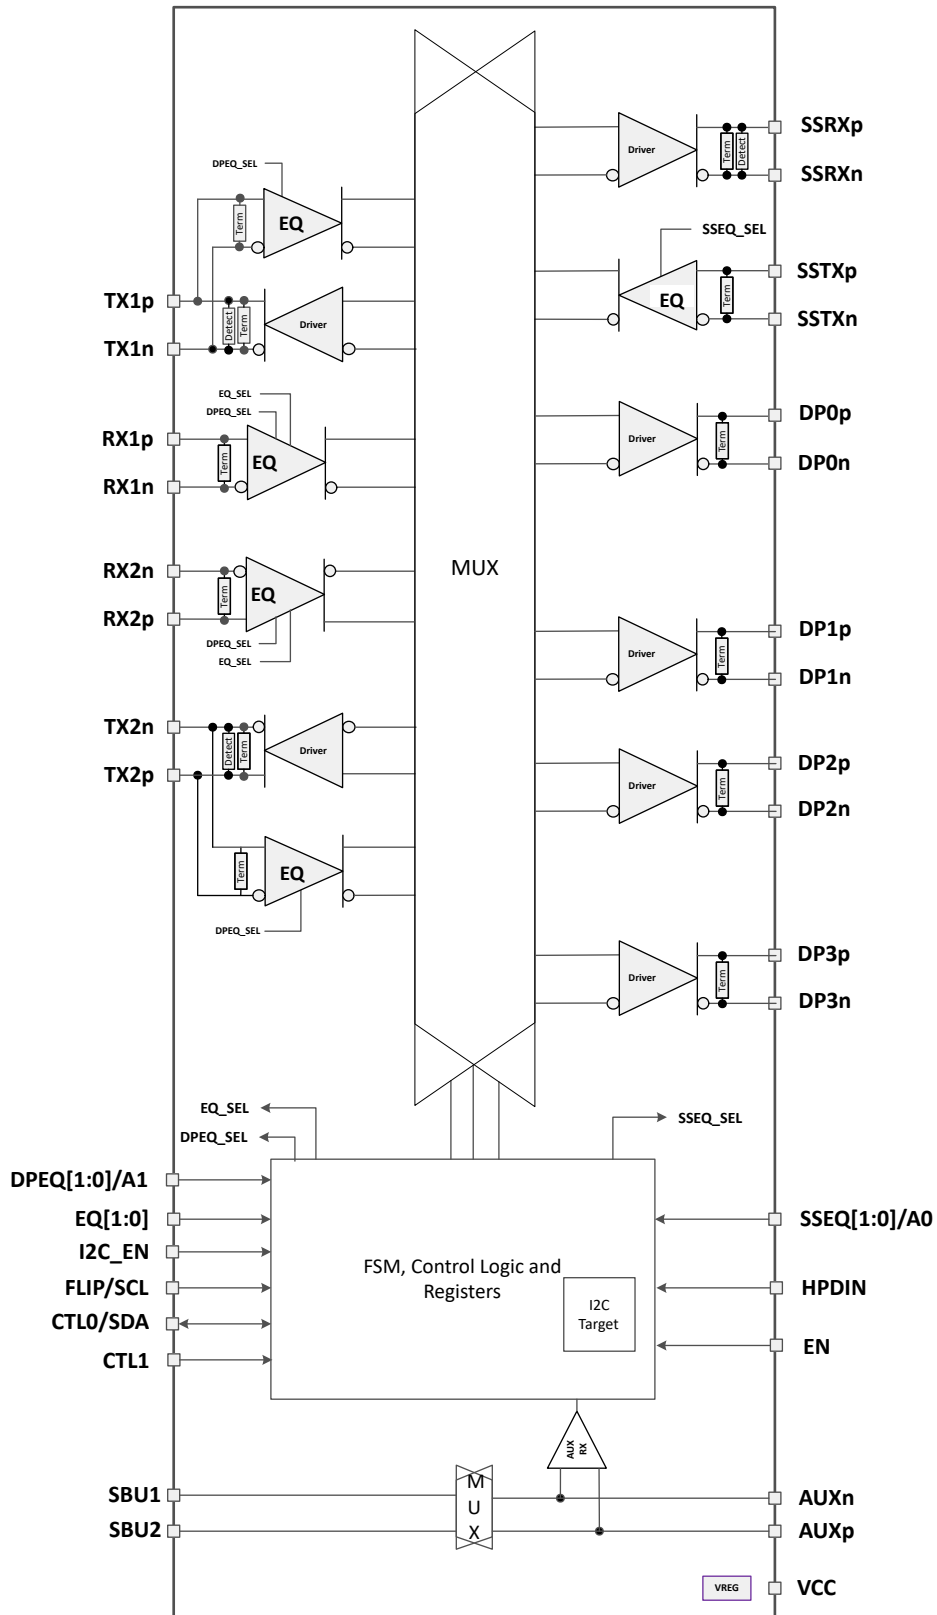 SSRXp
Driver
Term
Detect
SSRXn
DPEQ_SEL
Term
EQ
SSEQ_SEL
SSTXp
EQ
Term
SSTXn
TX1p
Detect
Term
Driver
TX1n
EQ_SEL
DPEQ_SEL
RX1p
Term
EQ
RX1n
DP0p
Driver
Term
DP0n
MUX
RX2n
Term
EQ
RX2p
DPEQ_SEL
EQ_SEL
DP1p
Driver
Term
DP1n
TX2n
Detect
Term
Driver
TX2p
DP2p
Driver
Term
DP2n
Term
EQ
DPEQ_SEL
DP3p
Driver
Term
DP3n
EQ_SEL
DPEQ_SEL
SSEQ_SEL
DPEQ[1:0]/A1
EQ[1:0]
I2C_EN
FLIP/SCL
CTL0/SDA
CTL1
FSM, Control Logic and
Registers
I2C
Target
SSEQ[1:0]/A0
HPDIN
EN
AUX
RX
SBU1
SBU2
M
U
X
AUXn
AUXp
VREG
VCC